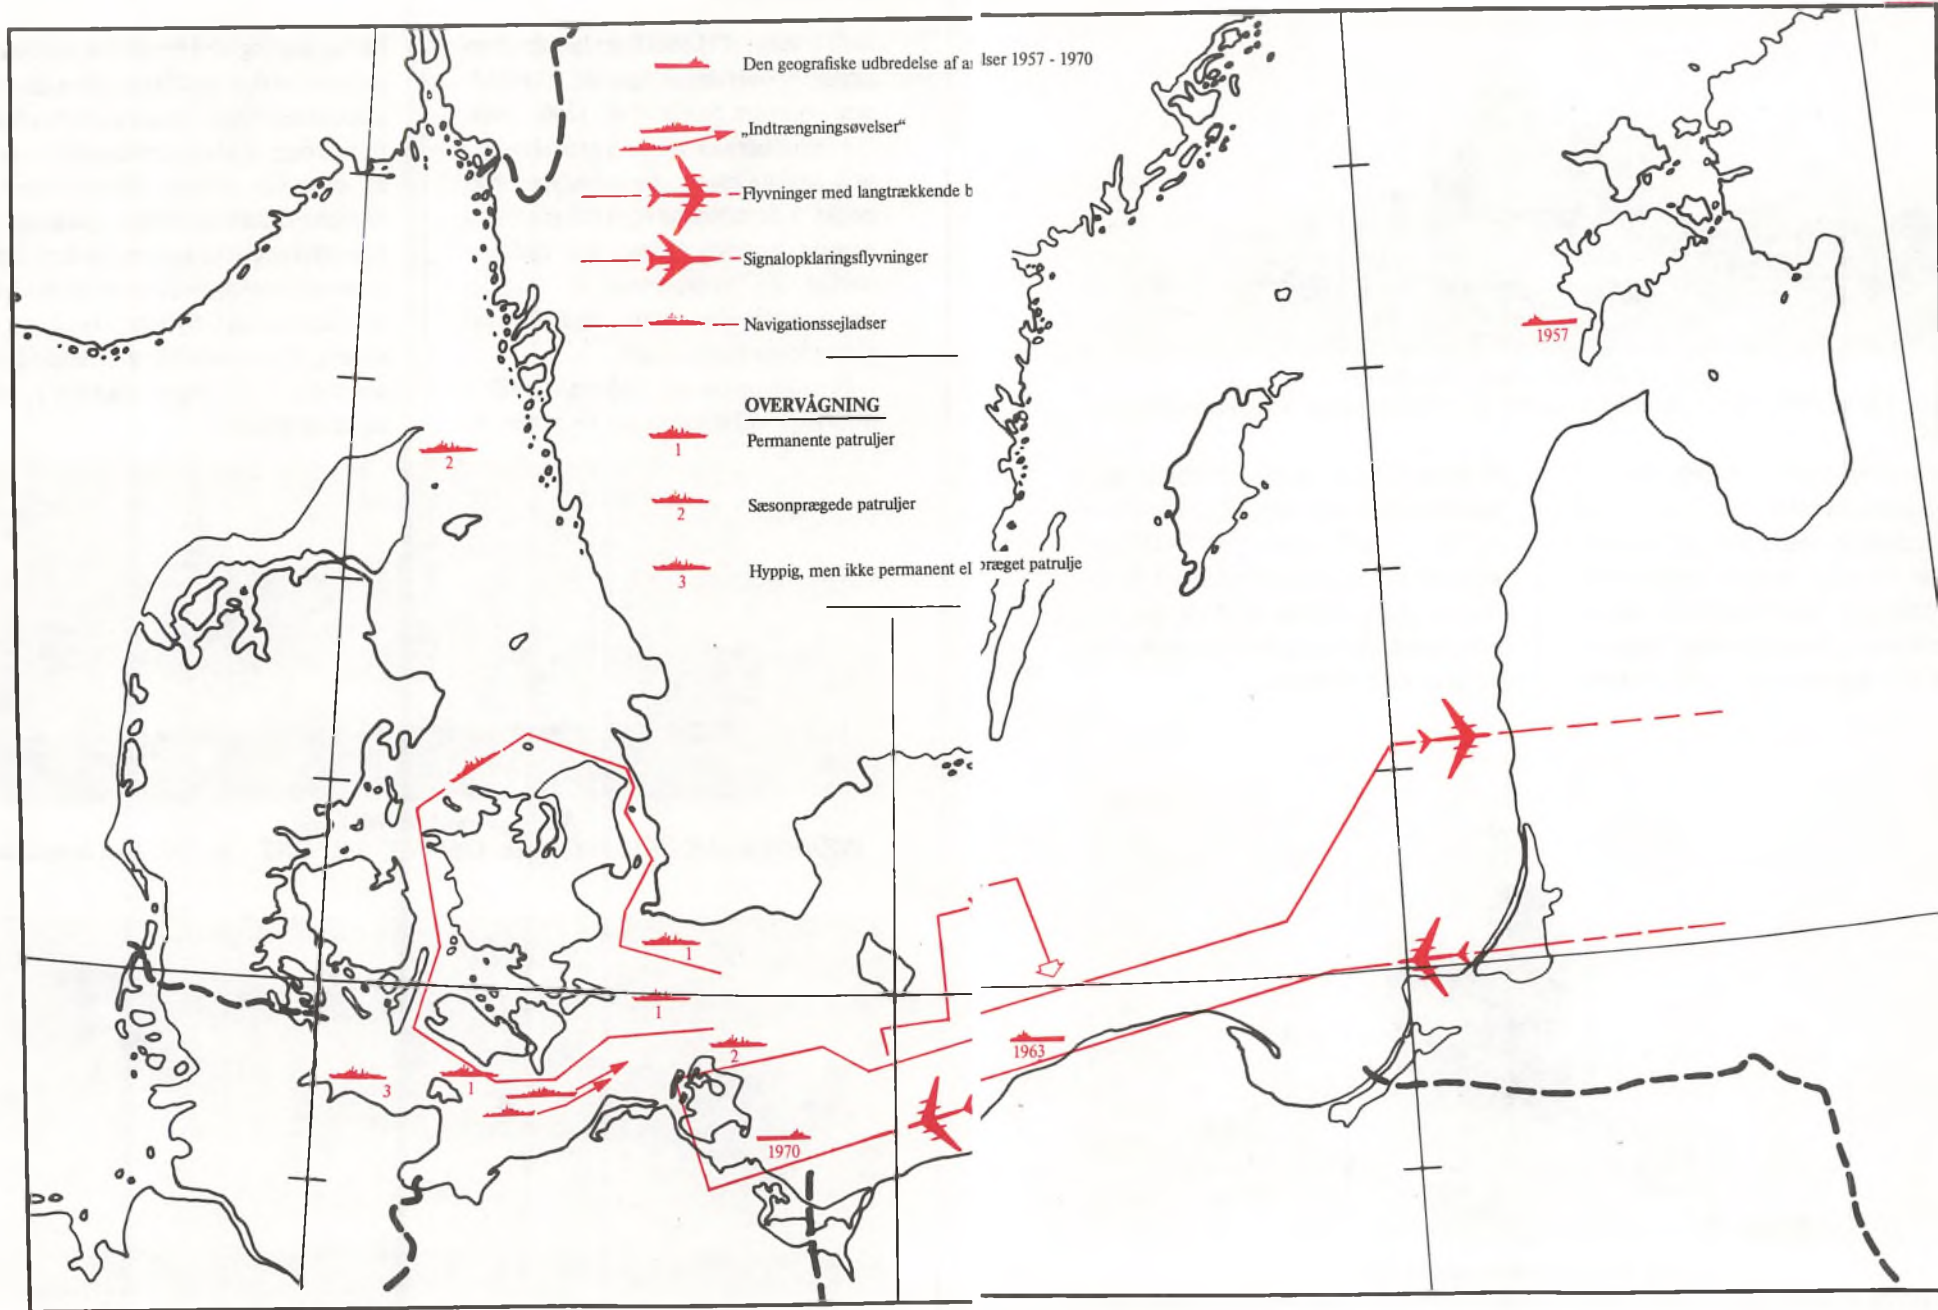 Den geografiske udbredelse af lser 1957 - 1970
„Indtrængningsøvelser“
Flyvninger med langtrækkende
Signalopklaringsflyvninger
Navigationssejladser
OVERVÅGNING
Permanente patruljer
1
Sæsonprægede patruljer
2
Hyppig, men ikke permanent el præget patrulje
3
1957
2
1
1
2
1963
3
1
1970